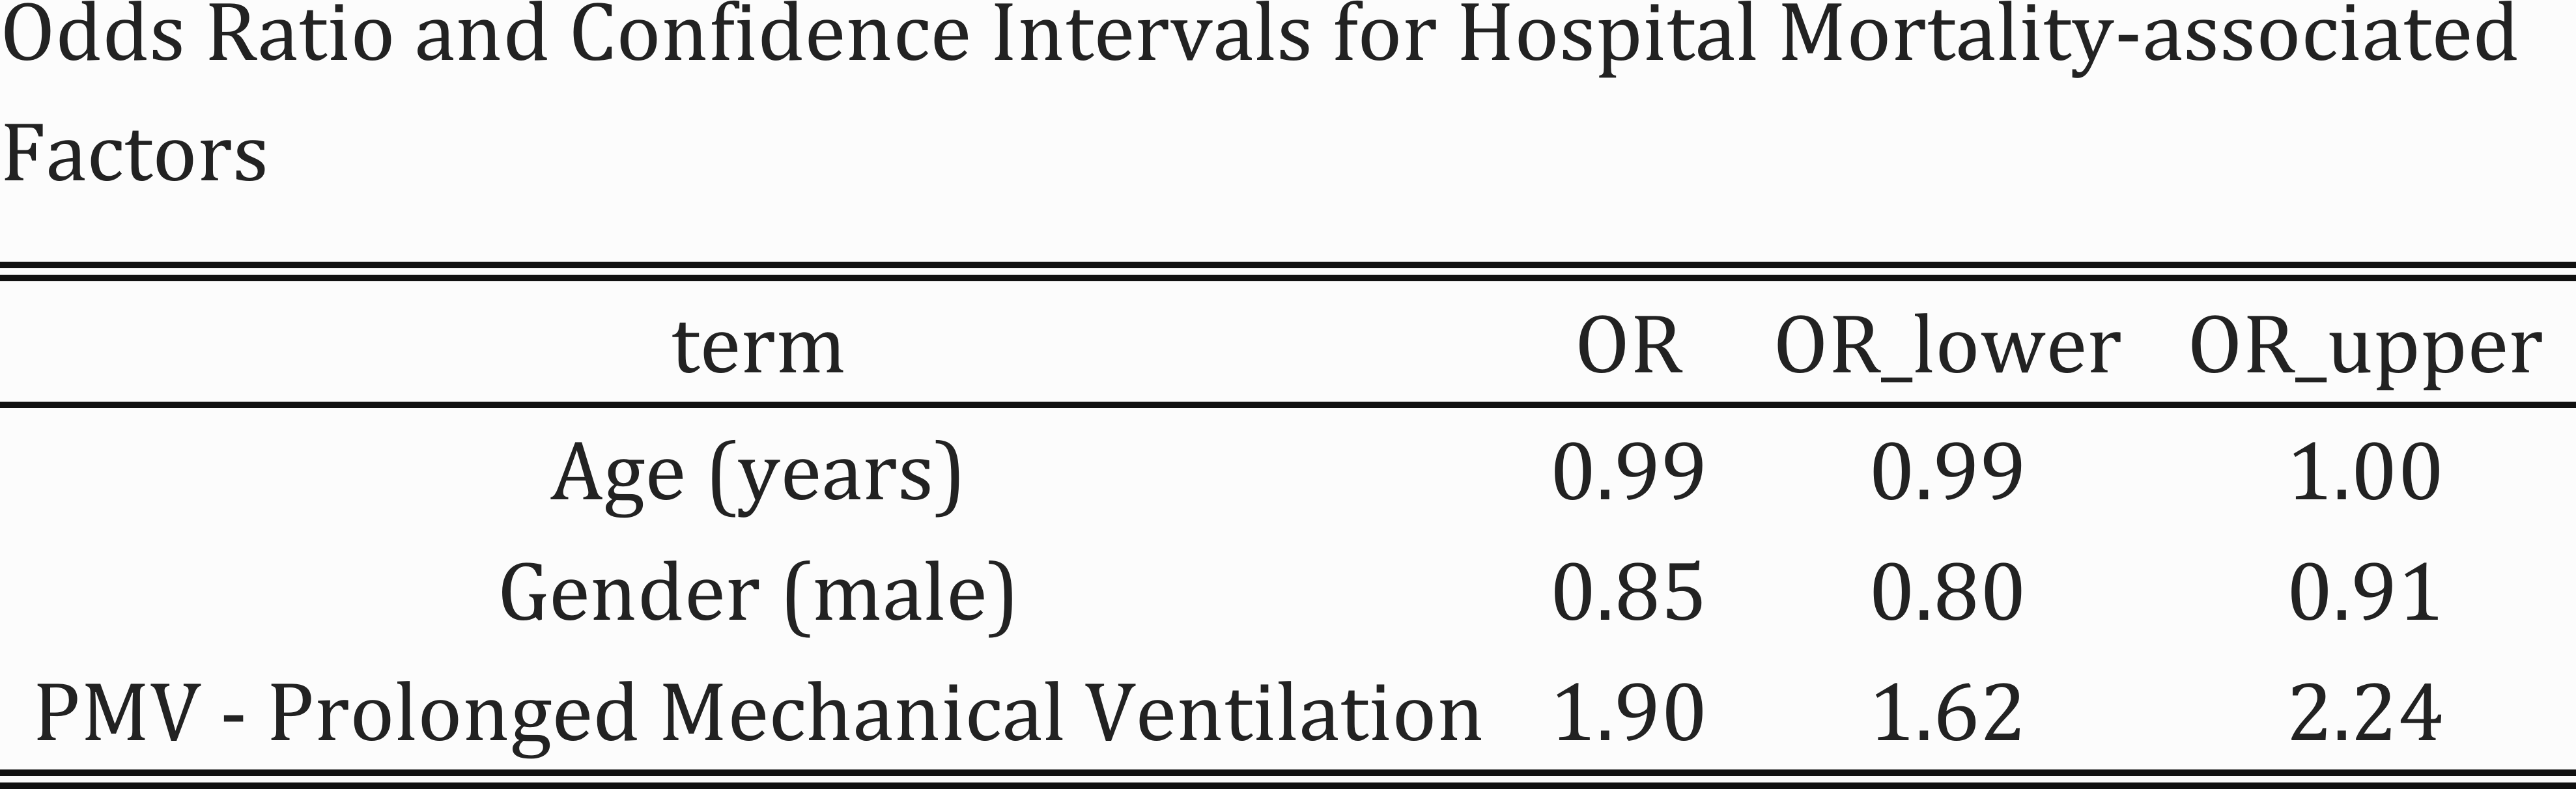 Odds Ratio and Confidence Intervals for Hospital Mortality-associated
Factors
term OR OR_lower OR_upper
Age (years) 0.99 0.99 1.00
Gender (male) 0.85 0.80 0.91
PMV - Prolonged Mechanical Ventilation 1.90 1.62 2.24